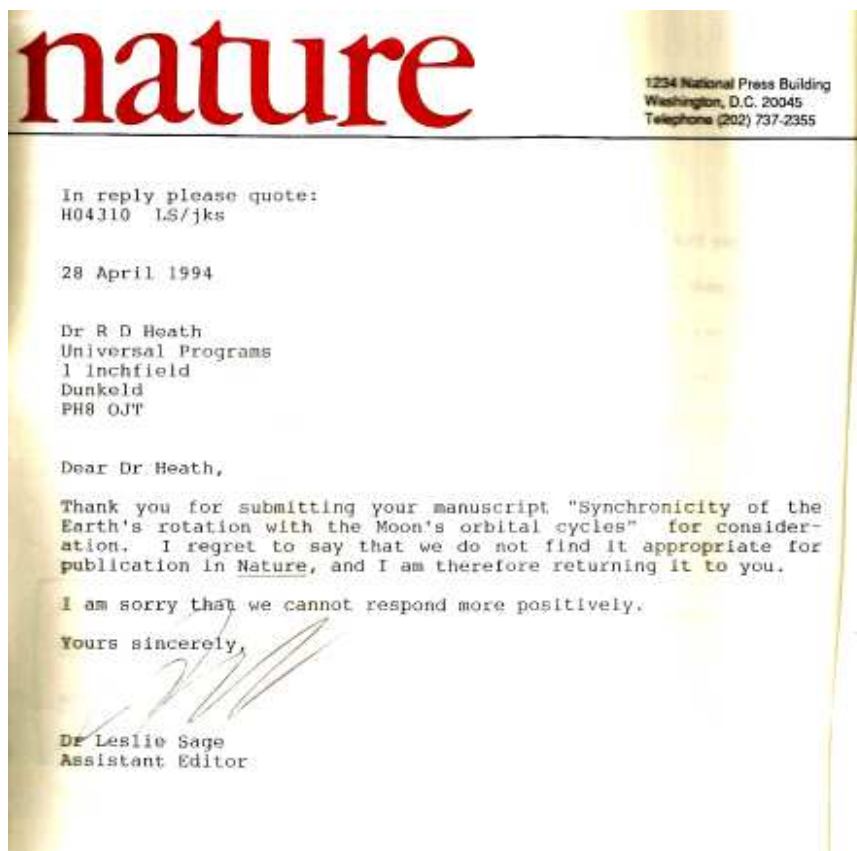 nature
1234 National Press Building
Washington, D.C. 20045
Telephone (202) 737-2355
In reply please quote:
H04310 LS/jks
28 April 1994
Dr R D Heath
Universal Programs
1 Inchfield
Dunkeld
PH8 OJT
Dear Dr Heath,
Thank you for submitting your manuscript "Synchronicity of the
Earth's rotation with the Moon's orbital cycles" for consider-
ation. I regret to say that we do not find it appropriate for
publication in Nature, and I am therefore returning it to you.
I am sorry that we cannot respond more positively.
Yours sincerely,
Dr Leslie Sage
Assistant Editor